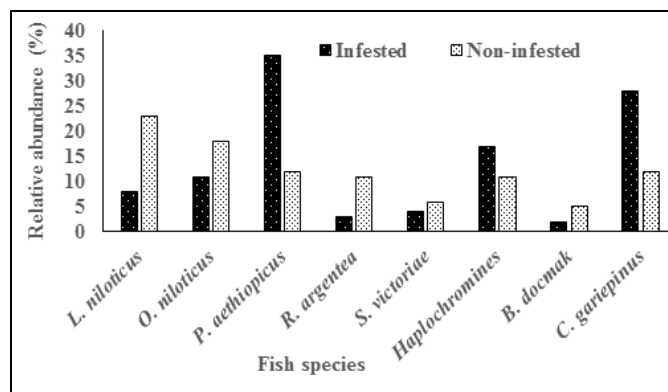 Relative abundance (%)
40
35
30
25
20
15
10
5
0
Infested
Non-infested
L. niloticus
O. niloticus
P. aethiopicus
R. argentea
S. victoriae
Haplochromines
B. docmak
C. gariepinus
Fish species